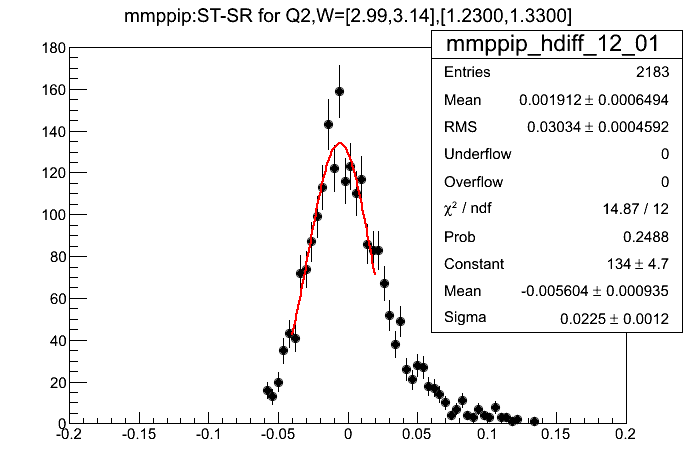 mmppip:ST-SR for Q2,W=[2.99,3.14],[1.2300,1.3300]
mmppip_hdiff_12_01
Entries 2183
Mean 0.001912 ± 0.0006494
RMS 0.03034 ± 0.0004592
Underflow 0
Overflow 0
χ² / ndf 14.87 / 12
Prob 0.2488
Constant 134 ± 4.7
Mean -0.005604 ± 0.000935
Sigma 0.0225 ± 0.0012
180
160
140
120
100
80
60
40
20
0
-0.2 -0.15 -0.1 -0.05 0 0.05 0.1 0.15 0.2